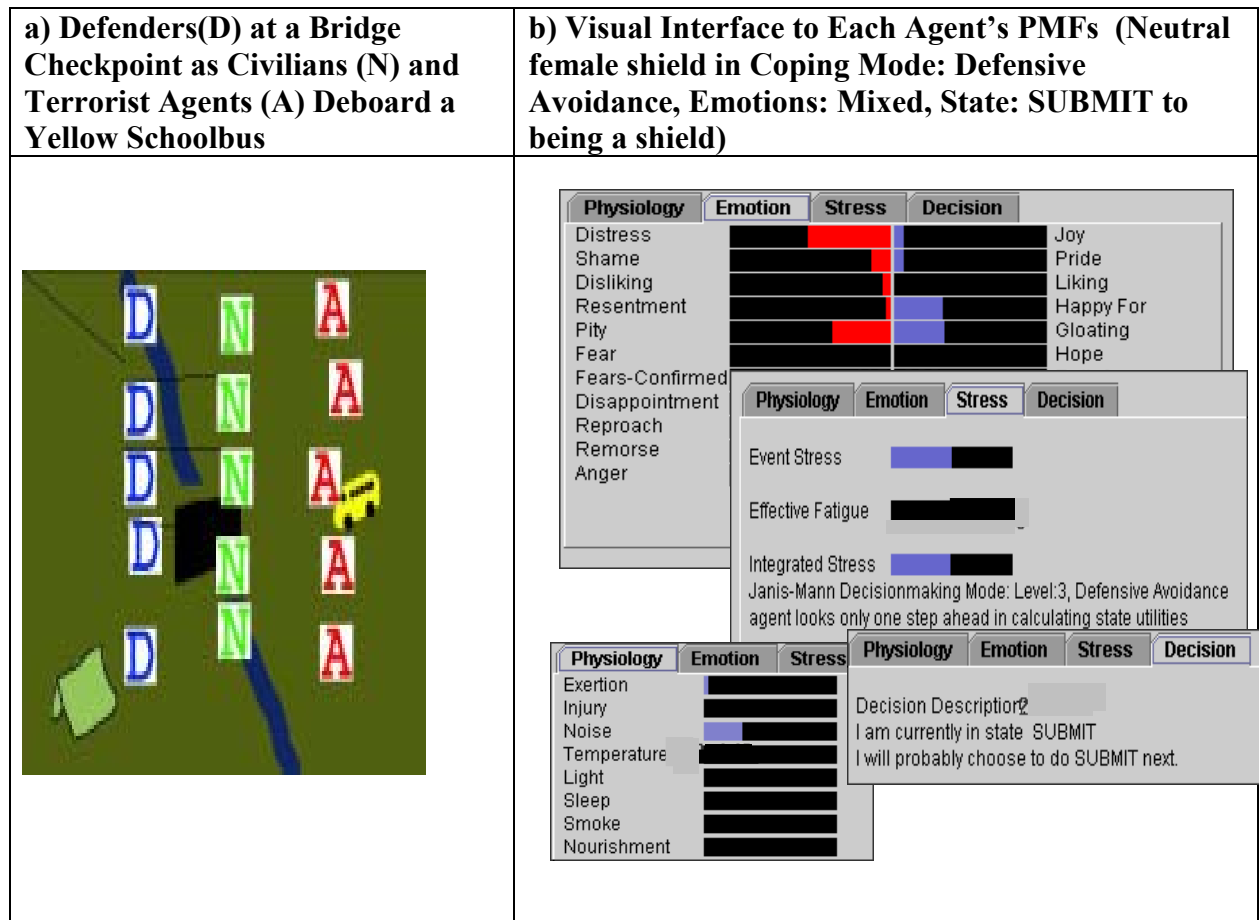 a) Defenders(D) at a Bridge
Checkpoint as Civilians (N) and
Terrorist Agents (A) Deboard a
Yellow Schoolbus
b) Visual Interface to Each Agent's PMFs (Neutral
female shield in Coping Mode: Defensive
Avoidance, Emotions: Mixed, State: SUBMIT to
being a shield)
D N A
D N A
D N A
D N A
D N A
Physiology Emotion Stress Decision
Distress Joy
Shame Pride
Disliking Liking
Resentment Happy For
Pity Gloating
Fear Hope
Fears-Confirmed
Disappointment
Reproach
Remorse
Anger
Physiology Emotion Stress Decision
Event Stress
Effective Fatigue
Integrated Stress
Janis-Mann Decisionmaking Mode: Level:3, Defensive Avoidance
agent looks only one step ahead in calculating state utilities
Physiology Emotion Stress
Exertion
Injury
Noise
Temperature
Light
Sleep
Smoke
Nourishment
Physiology Emotion Stress Decision
Decision Description
I am currently in state SUBMIT
I will probably choose to do SUBMIT next.